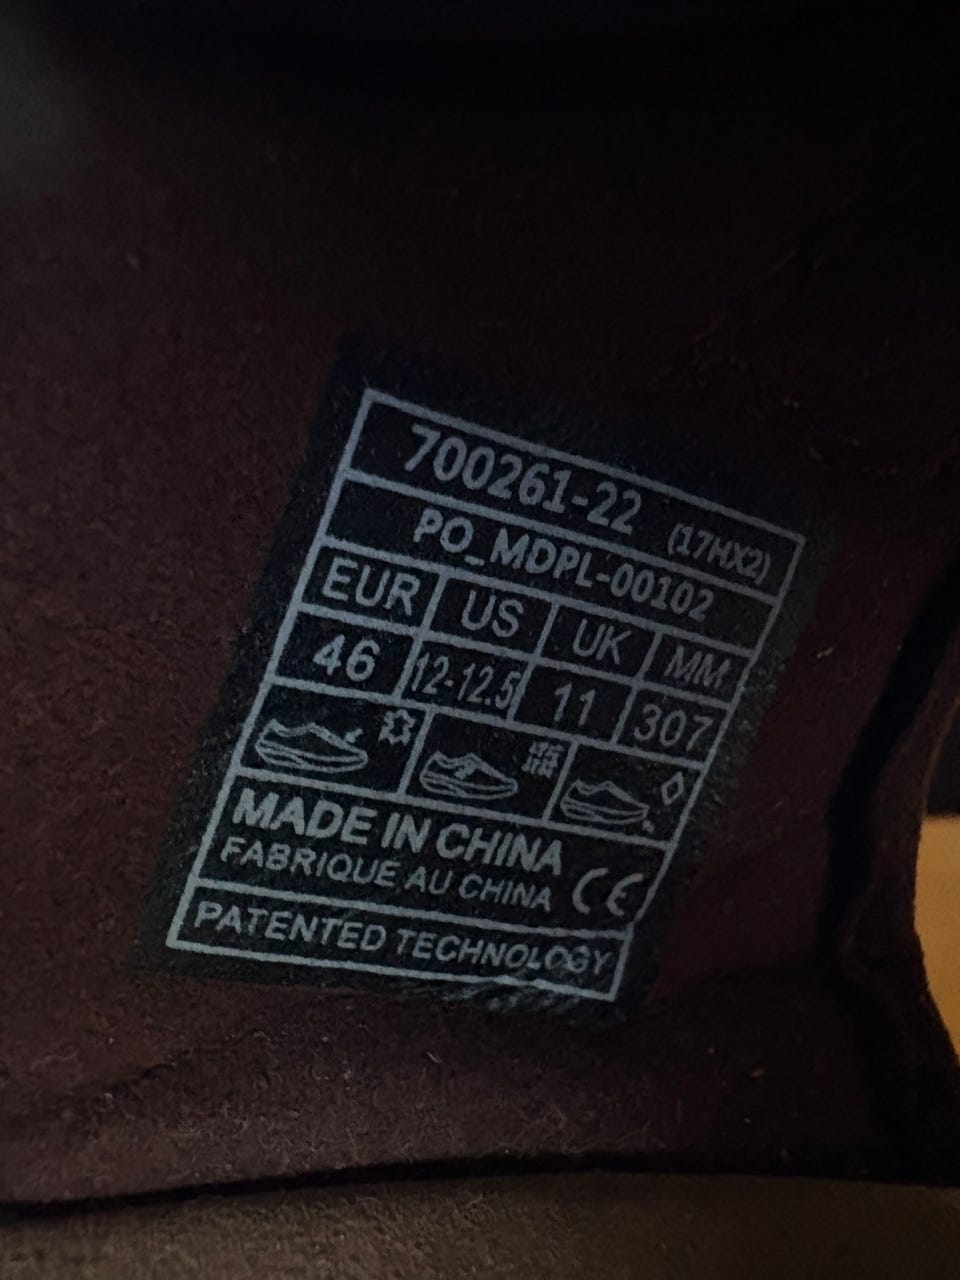 700261-22 (17HX2)
PO_MDPL-00102
EUR US UK MM
46 12-12.5 11 307
MADE IN CHINA
FABRIQUE AU CHINA CE
PATENTED TECHNOLOGY